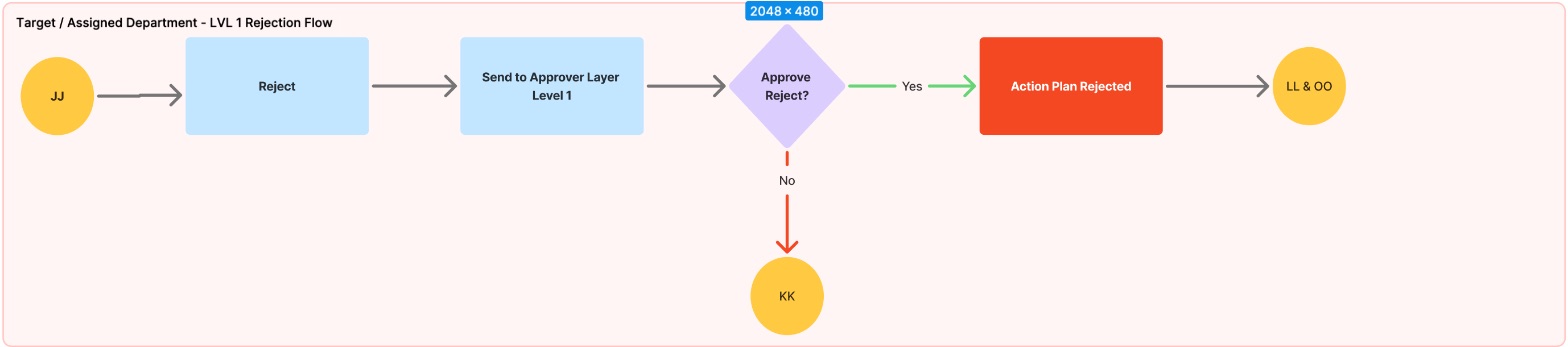 2048 × 480
Target / Assigned Department - LVL 1 Rejection Flow
JJ
Reject
Send to Approver Layer
Level 1
Approve
Reject?
Yes
Action Plan Rejected
LL & OO
No
KK